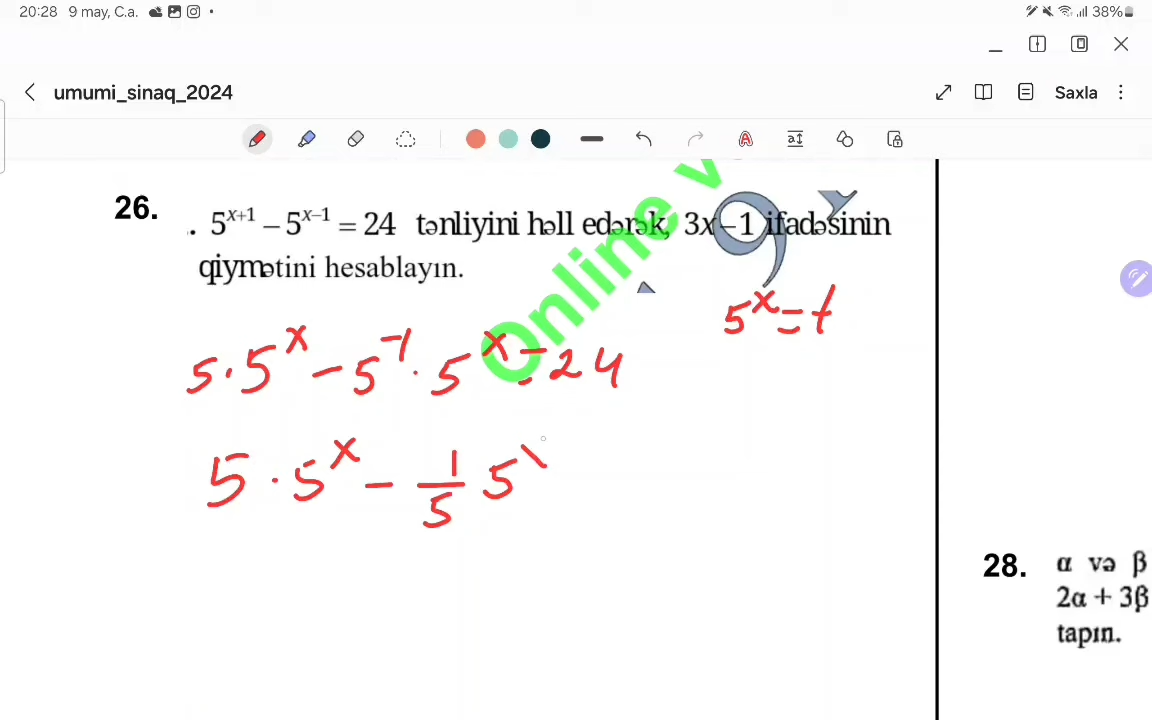 20:28 9 may, C.a. 38%
umumi_sinaq_2024 Saxla
26. . 5^{x+1} – 5^{x–1} = 24 tənliyini həll edərək, 3x–1 ifadəsinin
qiymətini hesablayın.
5^x = t
5 · 5^x – 5^{-1} · 5^x = 24
5 · 5^x – 1/5 5
Online
28. α və β
2α + 3β
tapın.